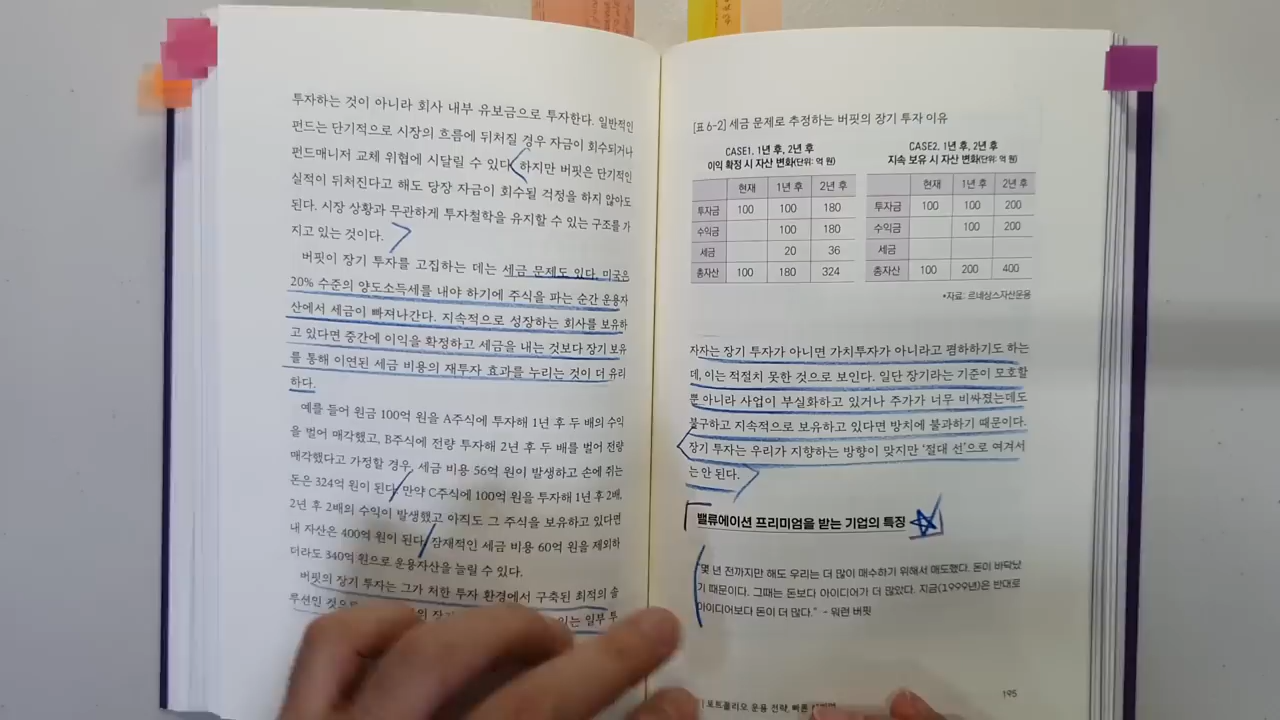 투자하는 것이 아니라 회사 내부 유보금으로 투자한다. 일반적인
펀드는 단기적으로 시장의 흐름에 뒤처질 경우 자금이 회수되거나
펀드매니저 교체 위협에 시달릴 수 있다. 하지만 버핏은 단기적인
실적이 뒤처진다고 해도 당장 자금이 회수될 걱정을 하지 않아도
된다. 시장 상황과 무관하게 투자철학을 유지할 수 있는 구조를 가
지고 있는 것이다.
버핏이 장기 투자를 고집하는 데는 세금 문제도 있다. 미국은
20% 수준의 양도소득세를 내야 하기에 주식을 파는 순간 운용자
산에서 세금이 빠져나간다. 지속적으로 성장하는 회사를 보유하
고 있다면 중간에 이익을 확정하고 세금을 내는 것보다 장기 보유
를 통해 이연된 세금 비용의 재투자 효과를 누리는 것이 더 유리
하다.
예를 들어 원금 100억 원을 A주식에 투자해 1년 후 두 배의 수익
을 벌어 매각했고, B주식에 전량 투자해 2년 후 두 배를 벌어 전량
매각했다고 가정할 경우, 세금 비용 56억 원이 발생하고 손에 쥐는
돈은 324억 원이 된다. 만약 C주식에 100억 원을 투자해 1년 후 2배,
2년 후 2배의 수익이 발생했고 아직도 그 주식을 보유하고 있다면
내 자산은 400억 원이 된다. 잠재적인 세금 비용 60억 원을 제외하
더라도 340억 원으로 운용자산을 늘릴 수 있다.
버핏의 장기 투자는 그가 처한 투자 환경에서 구축된 최적의 솔
루션인 것으로 있는 일부 투
[표 6-2] 세금 문제로 추정하는 버핏의 장기 투자 이유
CASE1. 1년 후, 2년 후
이익 확정 시 자산 변화(단위: 억 원)
현재 1년 후 2년 후
투자금 100 100 180
수익금 100 180
세금 20 36
총자산 100 180 324
CASE2. 1년 후, 2년 후
지속 보유 시 자산 변화(단위: 억 원)
현재 1년 후 2년 후
투자금 100 100 200
수익금 100 200
세금
총자산 100 200 400
*자료: 르네상스자산운용
자자는 장기 투자가 아니면 가치투자가 아니라고 폄하하기도 하는
데, 이는 적절치 못한 것으로 보인다. 일단 장기라는 기준이 모호할
뿐 아니라 사업이 부실화하고 있거나 주가가 너무 비싸졌는데도
불구하고 지속적으로 보유하고 있다면 방치에 불과하기 때문이다.
장기 투자는 우리가 지향하는 방향이 맞지만 '절대 선'으로 여겨서
는 안 된다.
밸류에이션 프리미엄을 받는 기업의 특징
"몇 년 전까지만 해도 우리는 더 많이 매수하기 위해서 매도했다. 돈이 바닥났
기 때문이다. 그때는 돈보다 아이디어가 더 많았다. 지금(1999년)은 반대로
아이디어보다 돈이 더 많다." - 워런 버핏
포트폴리오 운용 전략,
195